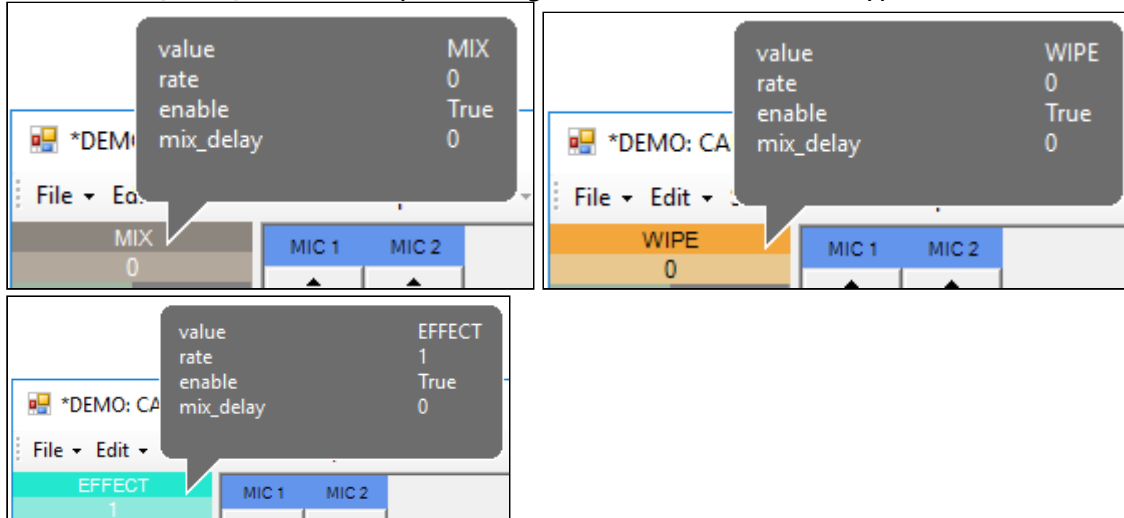 value MIX
rate 0
enable True
mix_delay 0
*DEM
File
MIX
0
MIC 1 MIC 2
value WIPE
rate 0
enable True
mix_delay 0
*DEMO: CA
File Edit
WIPE
0
MIC 1 MIC 2
value EFFECT
rate 1
enable True
mix_delay 0
*DEMO: CA
File Edit
EFFECT
1
MIC 1 MIC 2